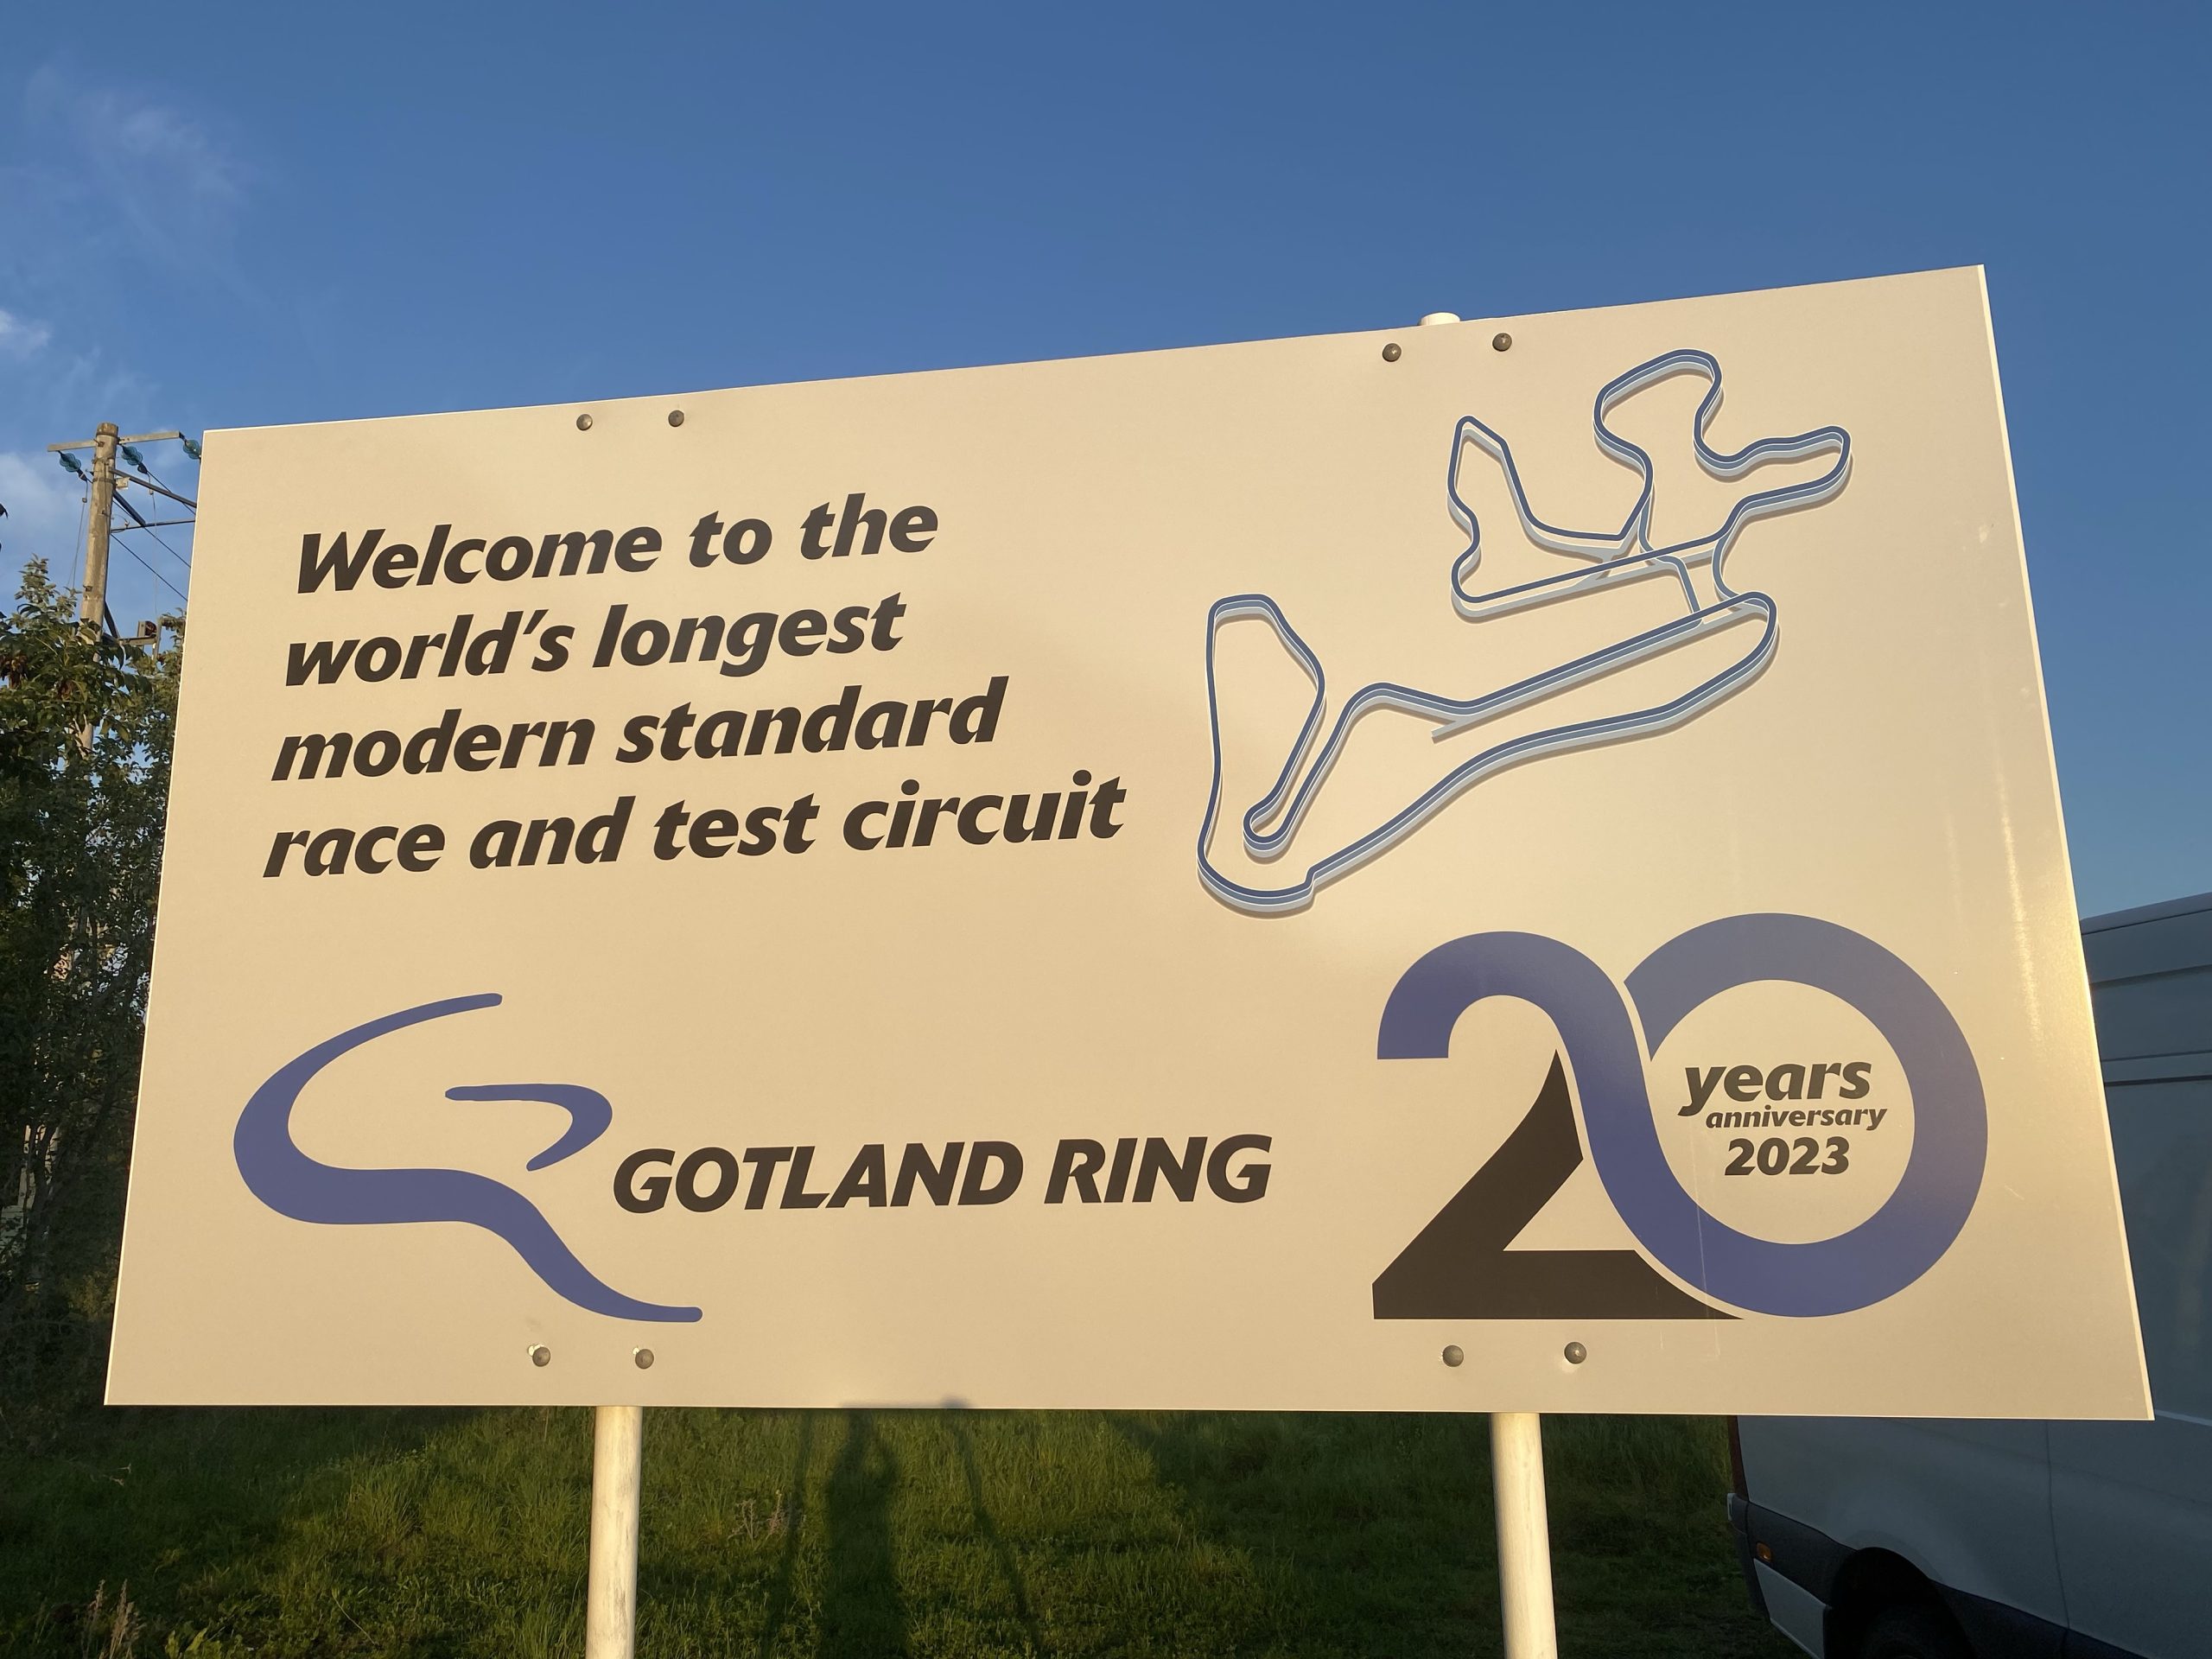 Welcome to the
world's longest
modern standard
race and test circuit
GOTLAND RING
20
years
anniversary
2023